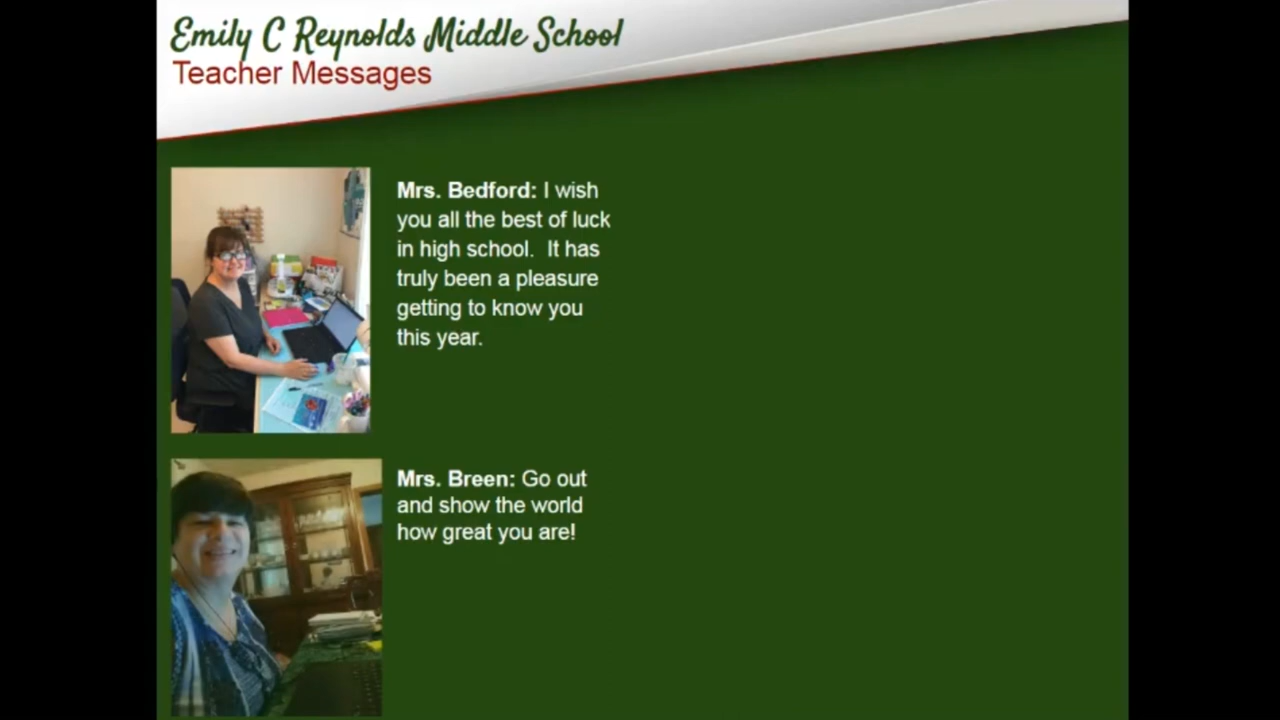 Emily C Reynolds Middle School
Teacher Messages
Mrs. Bedford: I wish
you all the best of luck
in high school.  It has
truly been a pleasure
getting to know you
this year.
Mrs. Breen: Go out
and show the world
how great you are!